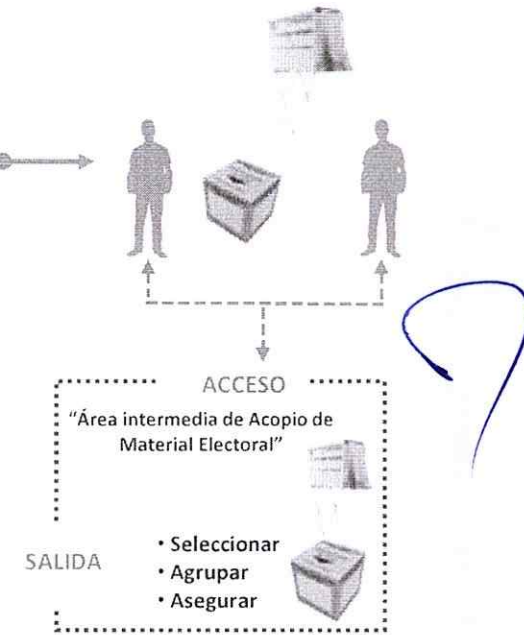 ACCESO
“Área intermedia de Acopio de
Material Electoral”
SALIDA
• Seleccionar
• Agrupar
• Asegurar